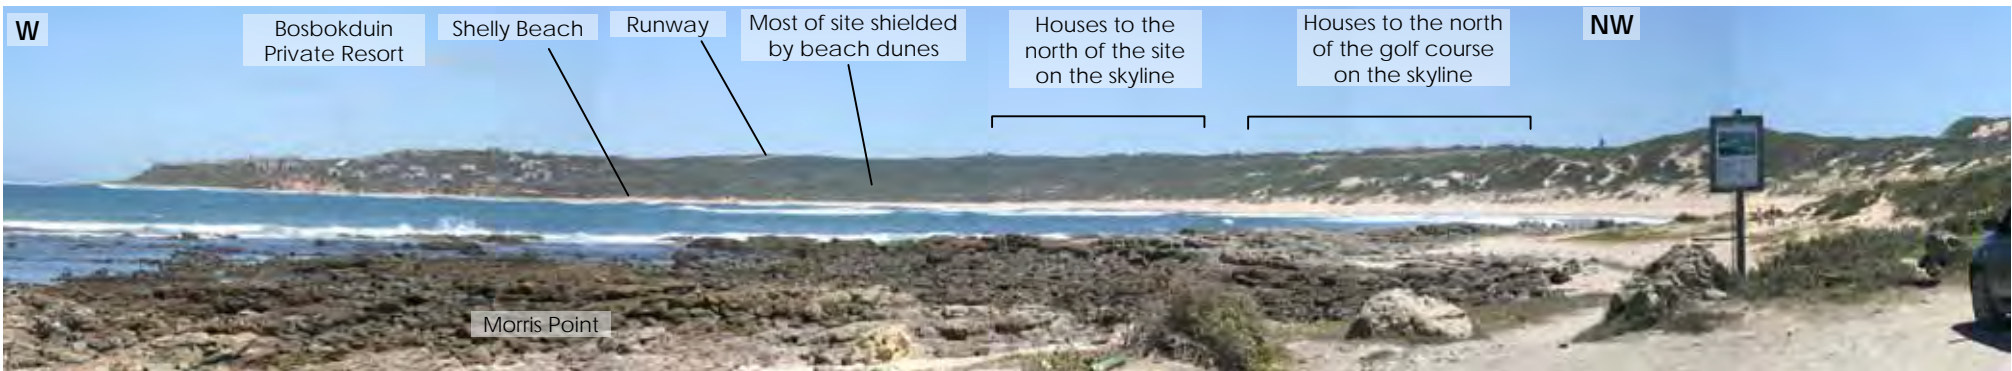 W
Bosbokduin
Private Resort
Shelly Beach
Runway
Most of site shielded
by beach dunes
Houses to the
north of the site
on the skyline
Houses to the north
of the golf course
on the skyline
NW
Morris Point